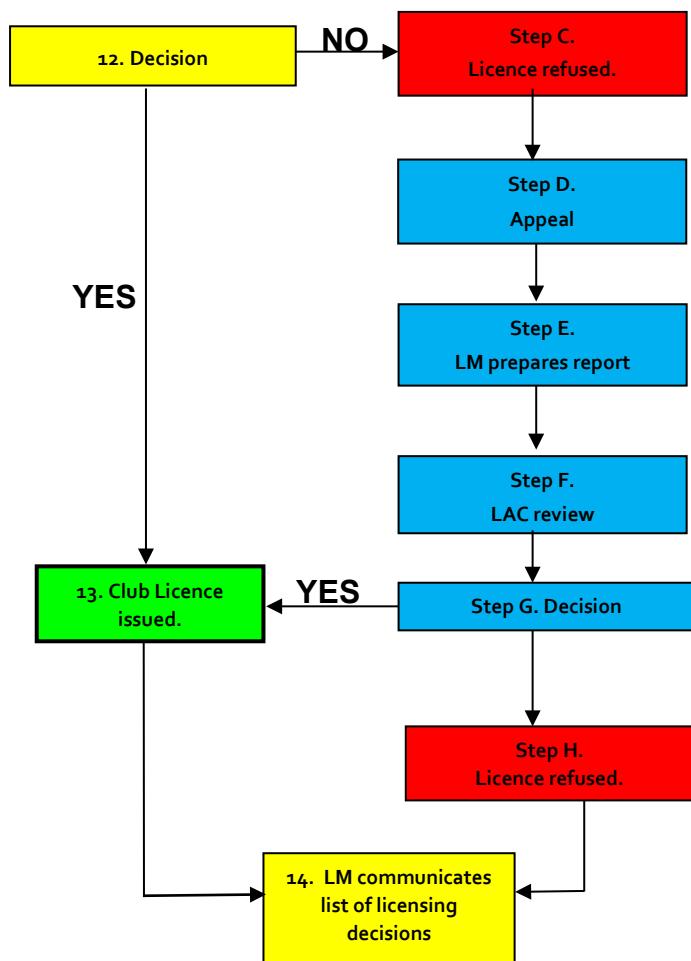 12. Decision
NO
Step C.
Licence refused.
Step D.
Appeal
YES
Step E.
LM prepares report
Step F.
LAC review
13. Club Licence
issued.
YES
Step G. Decision
Step H.
Licence refused.
14. LM communicates
list of licensing
decisions